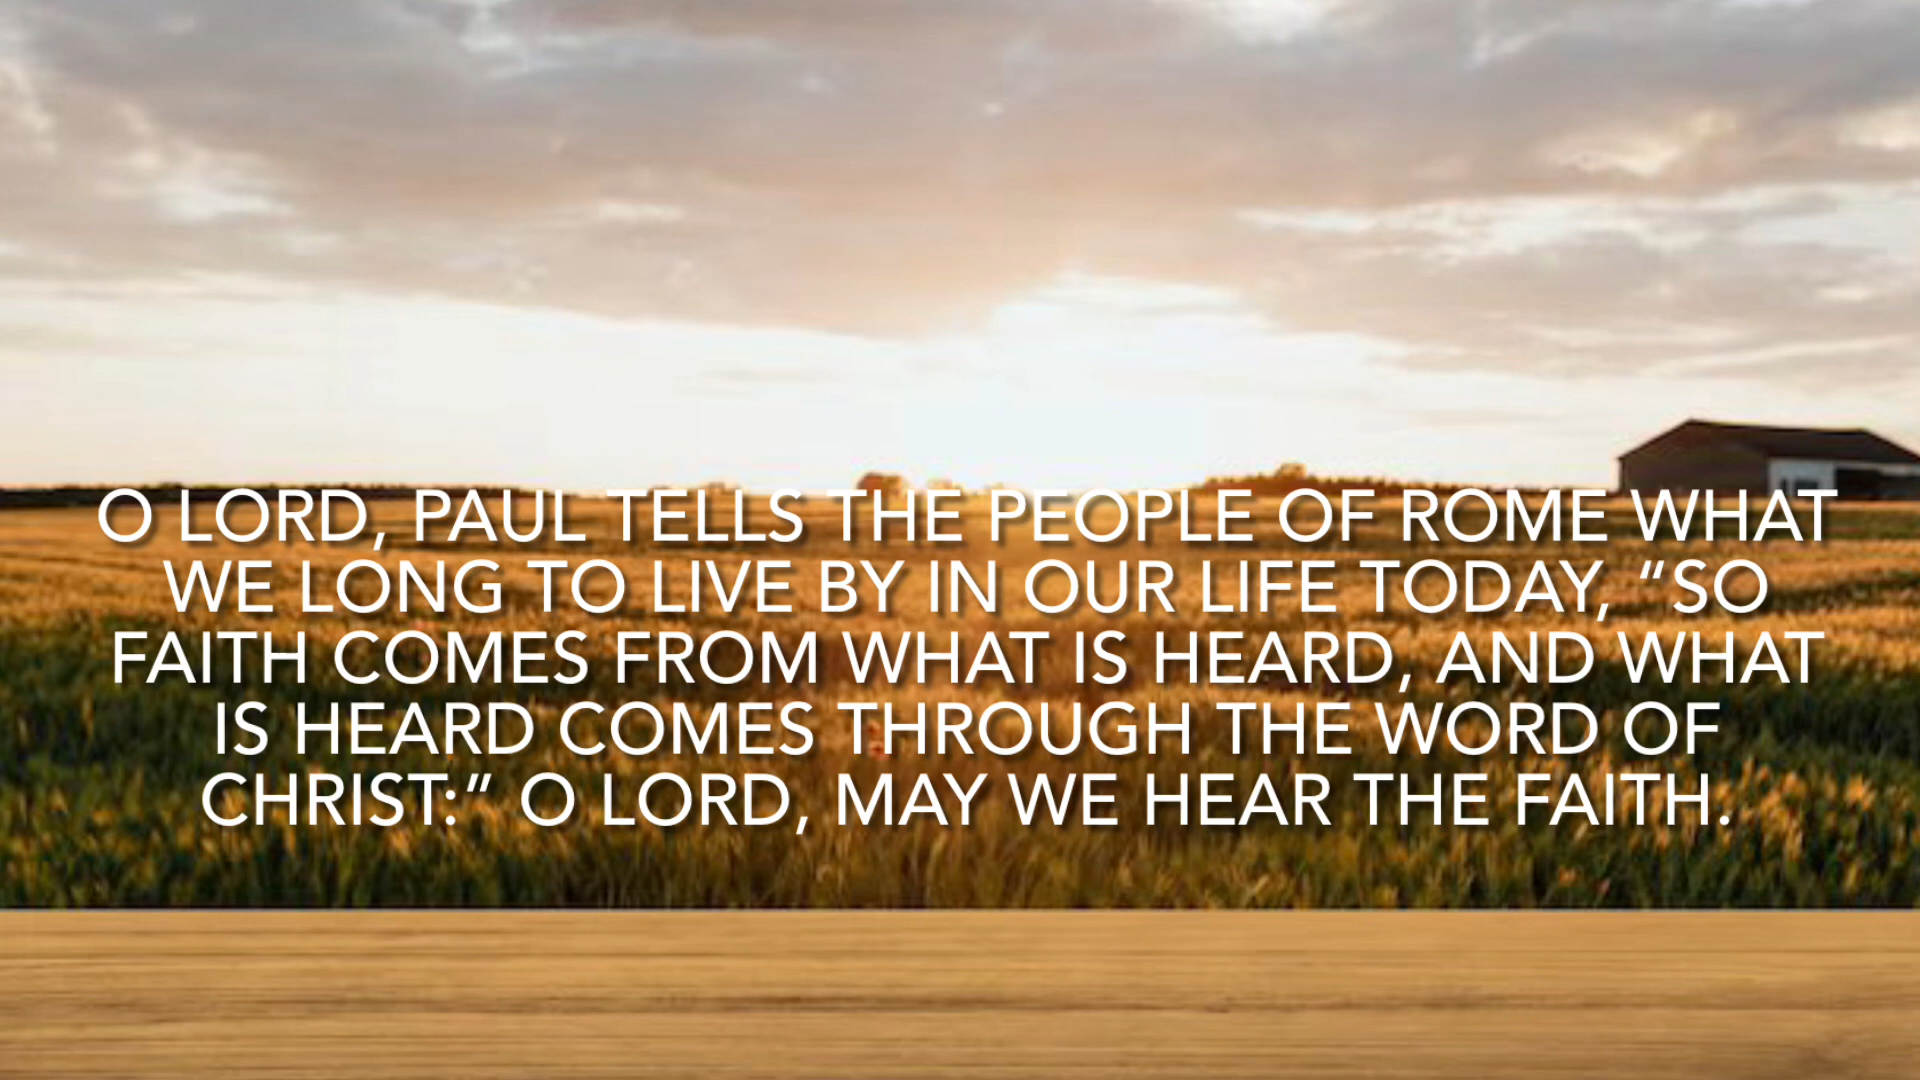 O LORD, PAUL TELLS THE PEOPLE OF ROME WHAT
WE LONG TO LIVE BY IN OUR LIFE TODAY, “SO
FAITH COMES FROM WHAT IS HEARD, AND WHAT
IS HEARD COMES THROUGH THE WORD OF
CHRIST:” O LORD, MAY WE HEAR THE FAITH.